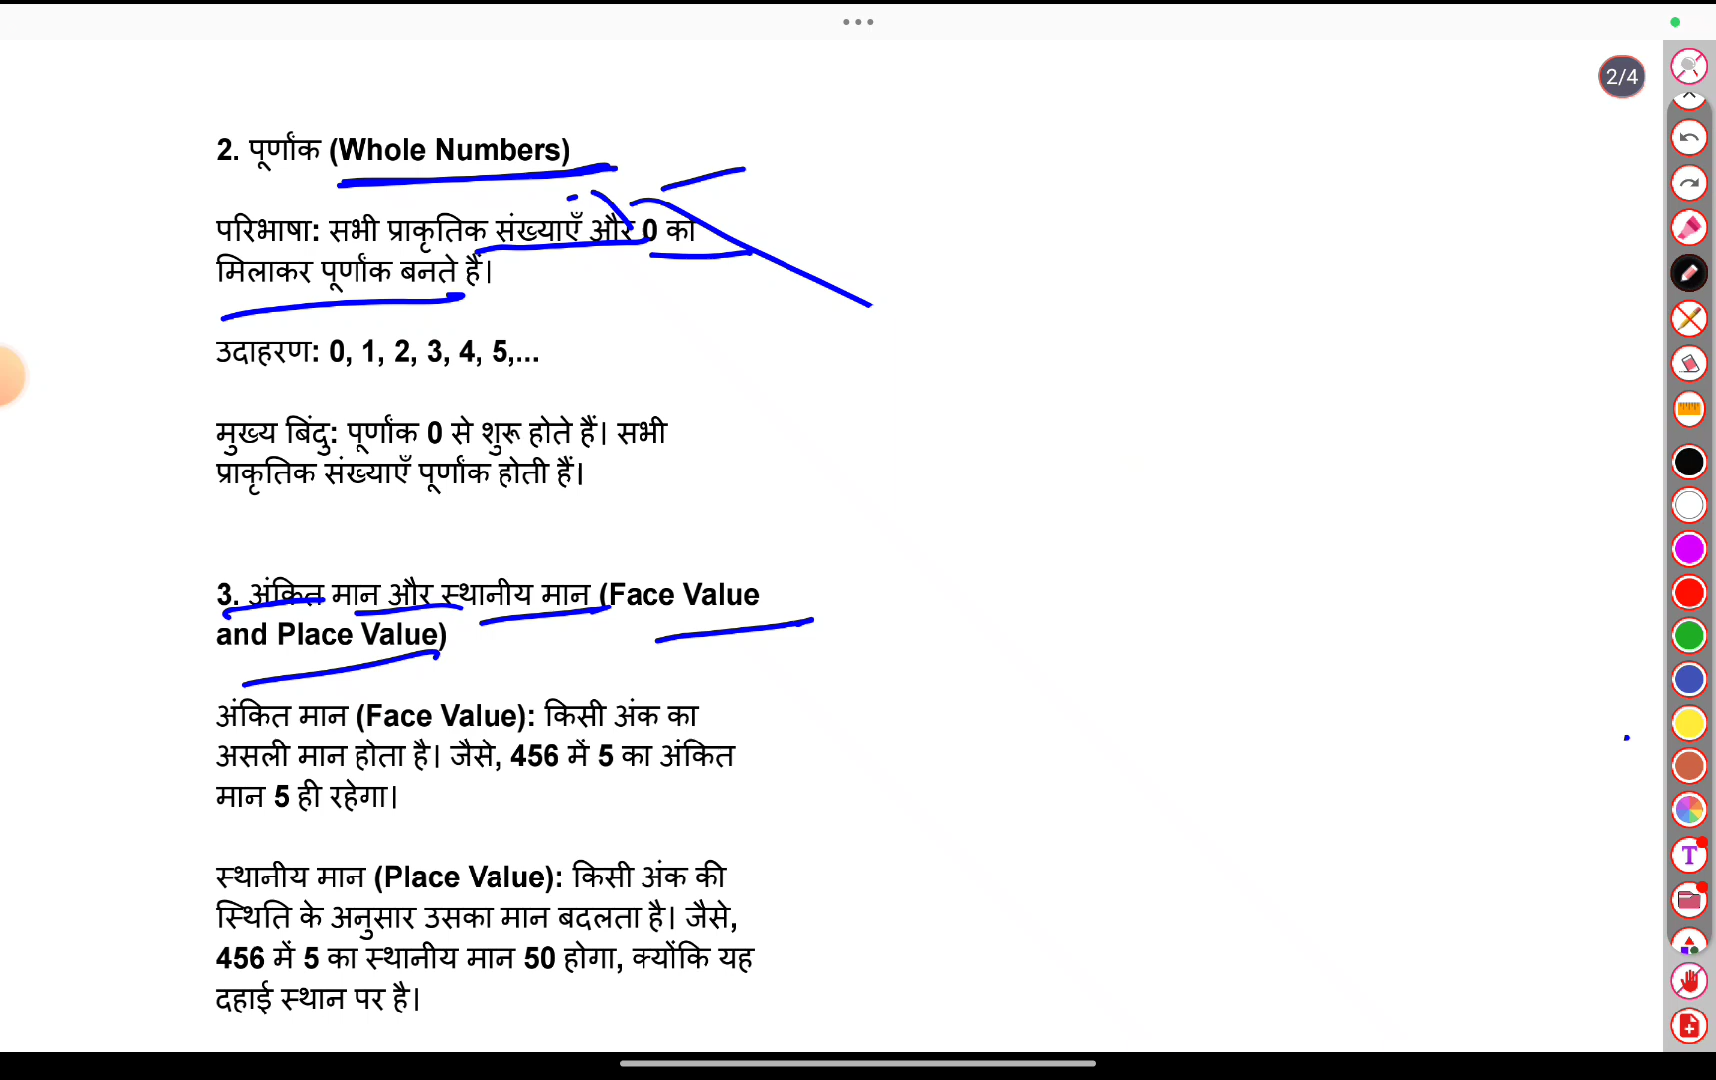 2/4
2. पूर्णांक (Whole Numbers)
परिभाषा: सभी प्राकृतिक संख्याएँ और 0 को
मिलाकर पूर्णांक बनते हैं।
उदाहरण: 0, 1, 2, 3, 4, 5,...
मुख्य बिंदु: पूर्णांक 0 से शुरू होते हैं। सभी
प्राकृतिक संख्याएँ पूर्णांक होती हैं।
3. अंकित मान और स्थानीय मान (Face Value
and Place Value)
अंकित मान (Face Value): किसी अंक का
असली मान होता है। जैसे, 456 में 5 का अंकित
मान 5 ही रहेगा।
स्थानीय मान (Place Value): किसी अंक की
स्थिति के अनुसार उसका मान बदलता है। जैसे,
456 में 5 का स्थानीय मान 50 होगा, क्योंकि यह
दहाई स्थान पर है।
T